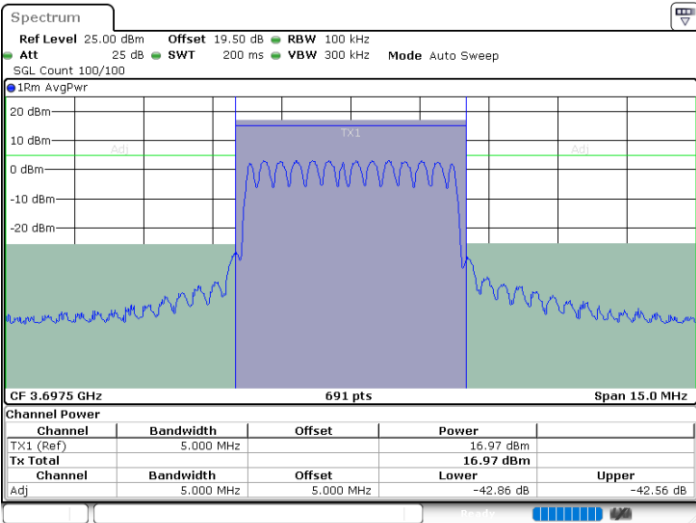 Spectrum
Ref Level 25.00 dBm Offset 19.50 dB RBW 100 kHz
Att 25 dB SWT 200 ms VBW 300 kHz Mode Auto Sweep
SGL Count 100/100
1Rm AvgPwr
20 dBm
TX1
10 dBm
Adj Adj
0 dBm
-10 dBm
-20 dBm
CF 3.6975 GHz 691 pts Span 15.0 MHz
Channel Power
Channel Bandwidth Offset Power
TX1 (Ref) 5.000 MHz 16.97 dBm
Tx Total 16.97 dBm
Channel Bandwidth Offset Lower Upper
Adj 5.000 MHz 5.000 MHz -42.86 dB -42.56 dB
Ready